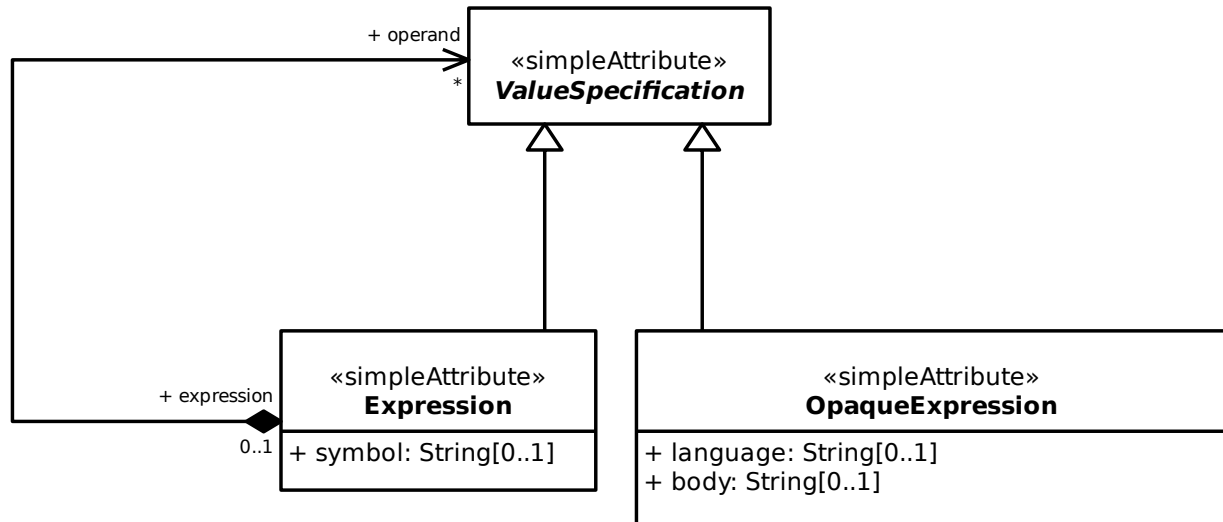 + operand
*
«simpleAttribute»
ValueSpecification
+ expression
0..1
«simpleAttribute»
Expression
+ symbol: String[0..1]
«simpleAttribute»
OpaqueExpression
+ language: String[0..1]
+ body: String[0..1]